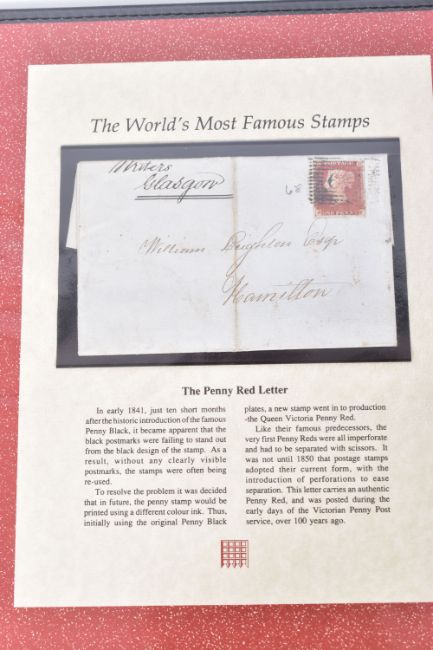 The World's Most Famous Stamps
Writers
Glasgow
POSTAGE
ONE PENNY
William
Esqr
Hamilton
The Penny Red Letter
In early 1841, just ten short months
after the historic introduction of the famous
Penny Black, it became apparent that the
black postmarks were failing to stand out
from the black design of the stamp. As a
result, without any clearly visible
postmarks, the stamps were often being
re-used.
To resolve the problem it was decided
that in future, the penny stamp would be
printed using a different colour ink. Thus,
initially using the original Penny Black
plates, a new stamp went in to production
-the Queen Victoria Penny Red.
Like their famous predecessors, the
very first Penny Reds were all imperforate
and had to be separated with scissors. It
was not until 1850 that postage stamps
adopted their current form, with the
introduction of perforations to ease
separation. This letter carries an authentic
Penny Red, and was posted during the
early days of the Victorian Penny Post
service, over 100 years ago.